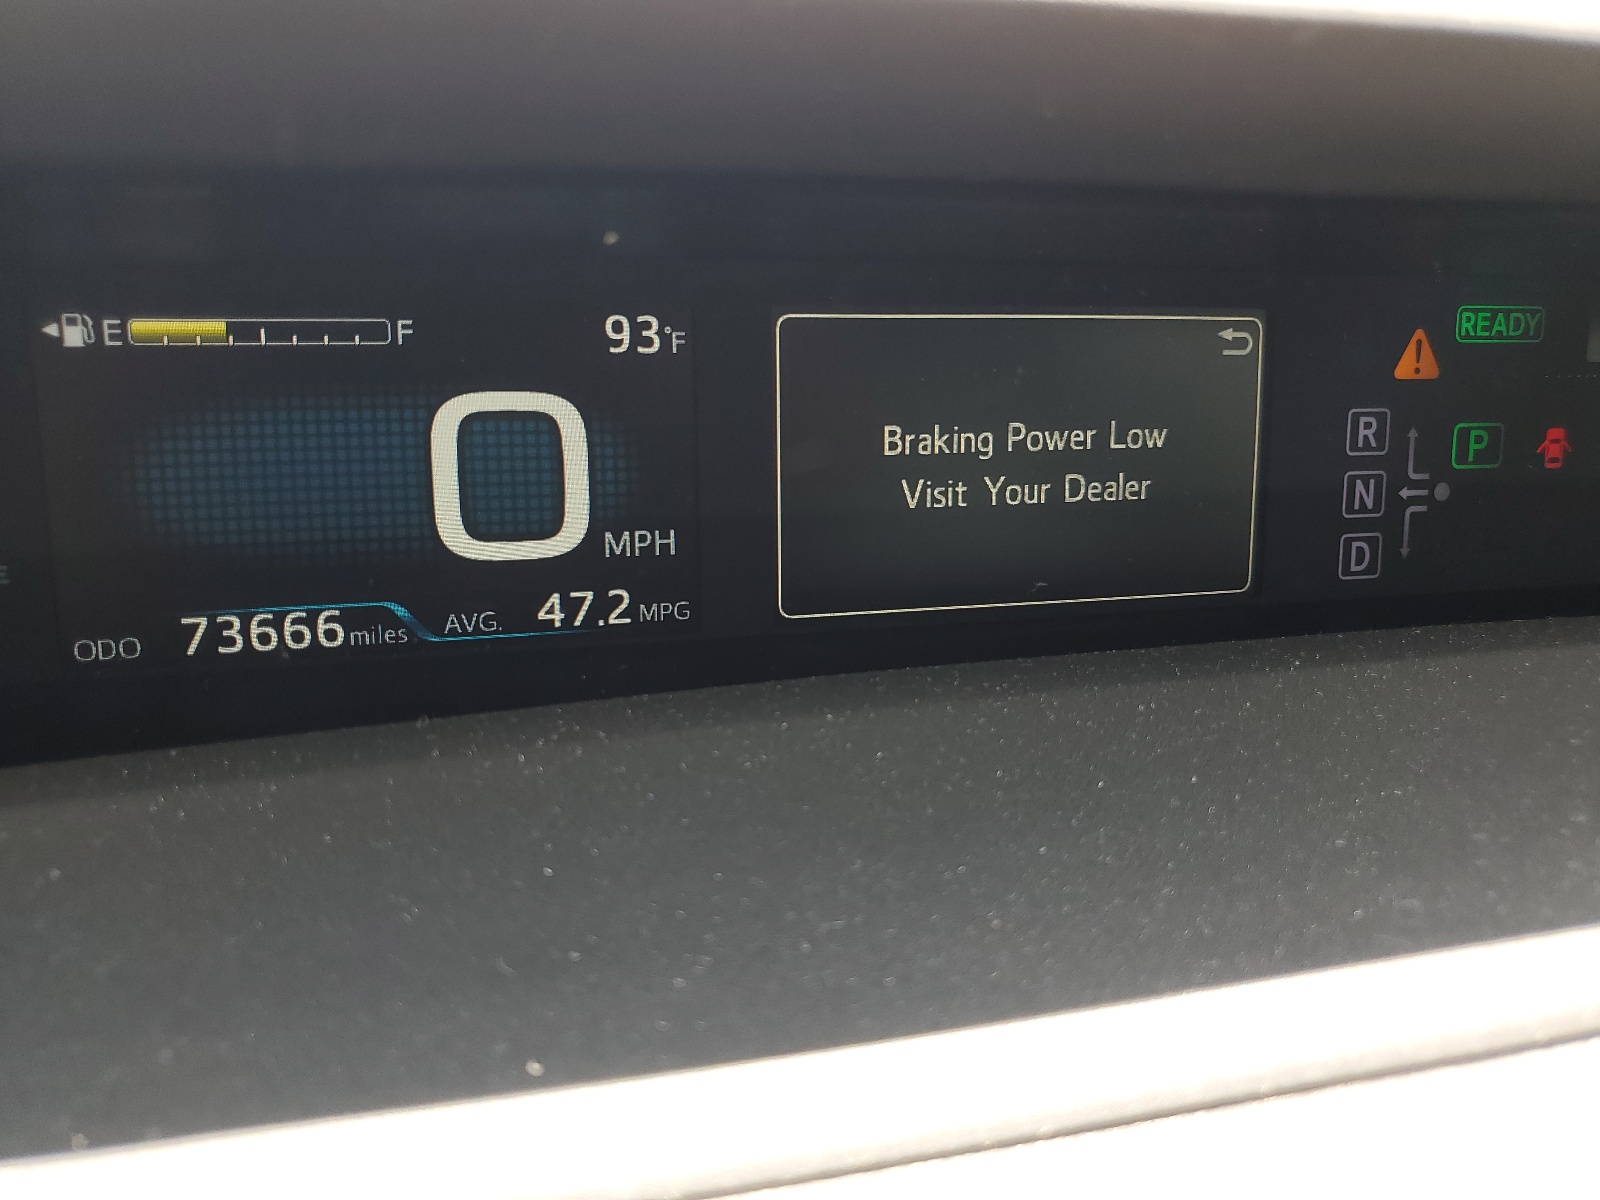 E F
93°F
0
MPH
ODO 73666 miles
AVG. 47.2 MPG
Braking Power Low
Visit Your Dealer
READY
R
P
N
D